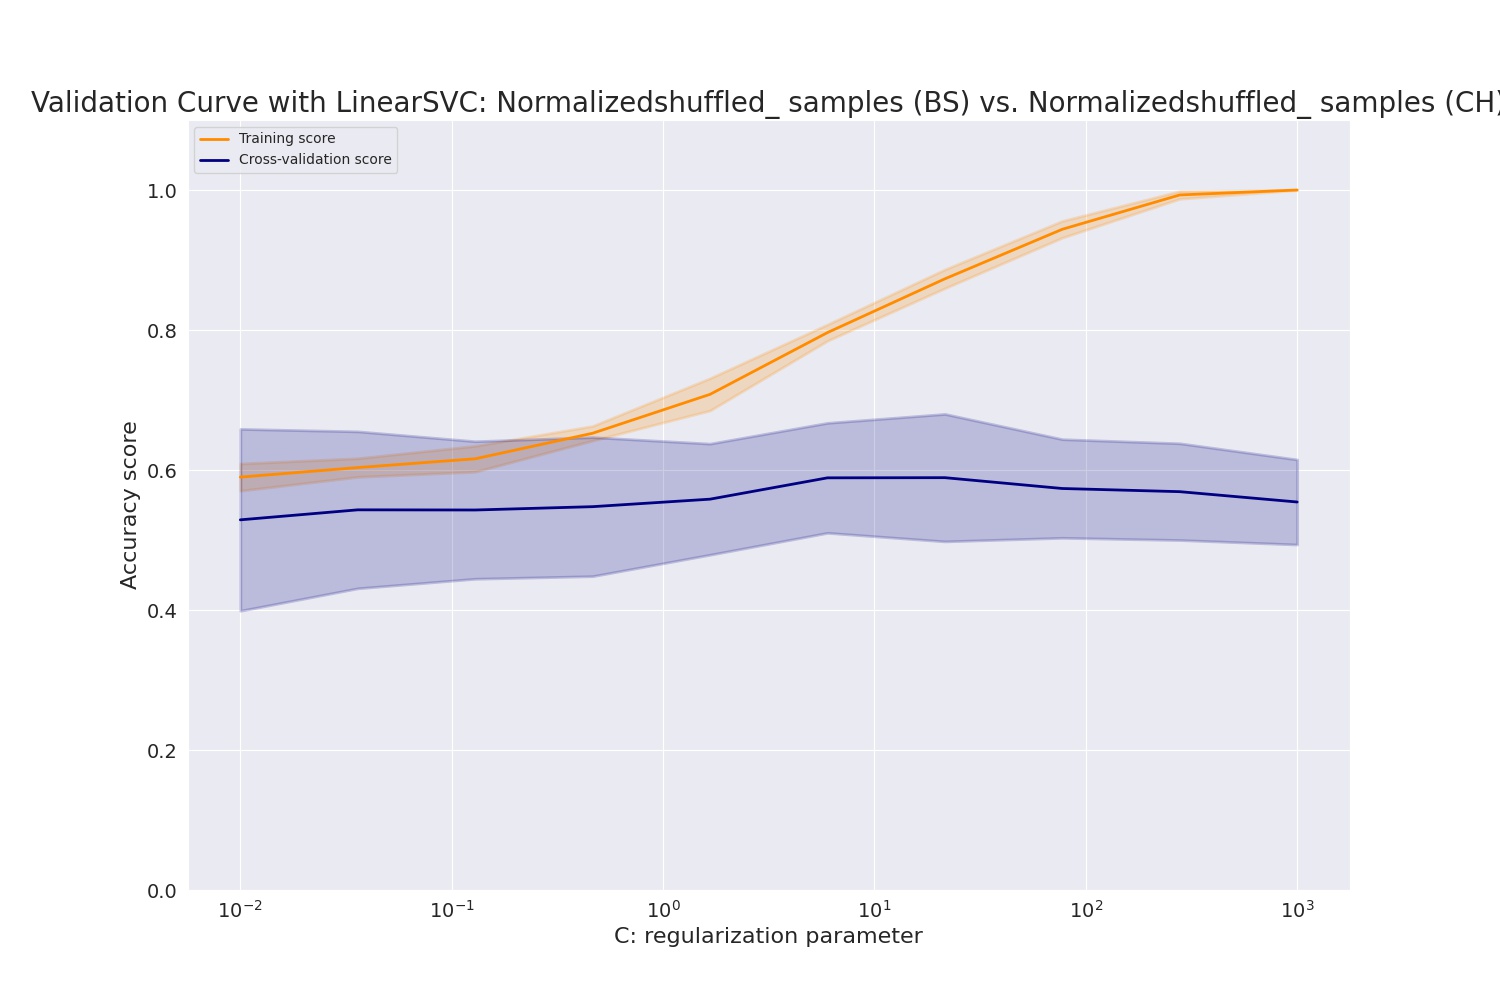 Validation Curve with LinearSVC: Normalizedshuffled_ samples (BS) vs. Normalizedshuffled_ samples (CH)
Training score
Cross-validation score
1.0
0.8
0.6
0.4
0.2
0.0
Accuracy score
10⁻² 10⁻¹ 10⁰ 10¹ 10² 10³
C: regularization parameter